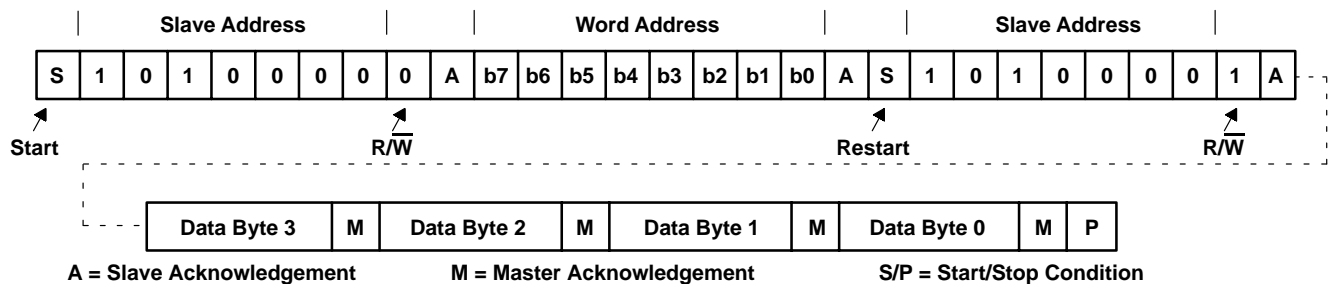 Slave Address Word Address Slave Address
S 1 0 1 0 0 0 0 0 A b7 b6 b5 b4 b3 b2 b1 b0 A S 1 0 1 0 0 0 0 1 A
Start R/W̅ Restart R/W̅
Data Byte 3 M Data Byte 2 M Data Byte 1 M Data Byte 0 M P
A = Slave Acknowledgement M = Master Acknowledgement S/P = Start/Stop Condition